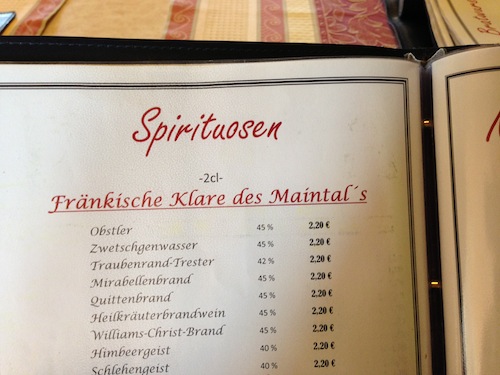 Spirituosen
-2cl-
Fränkische Klare des Maintal´s
Obstler 45 % 2,20 €
Zwetschgenwasser 45 % 2,20 €
Traubenrand-Trester 42 % 2,20 €
Mirabellenbrand 45 % 2,20 €
Quittenbrand 45 % 2,20 €
Heilkräuterbrandwein 45 % 2,20 €
Williams-Christ-Brand 45 % 2,20 €
Himbeergeist 40 % 2,20 €
Schlehengeist 40 % 2,20 €